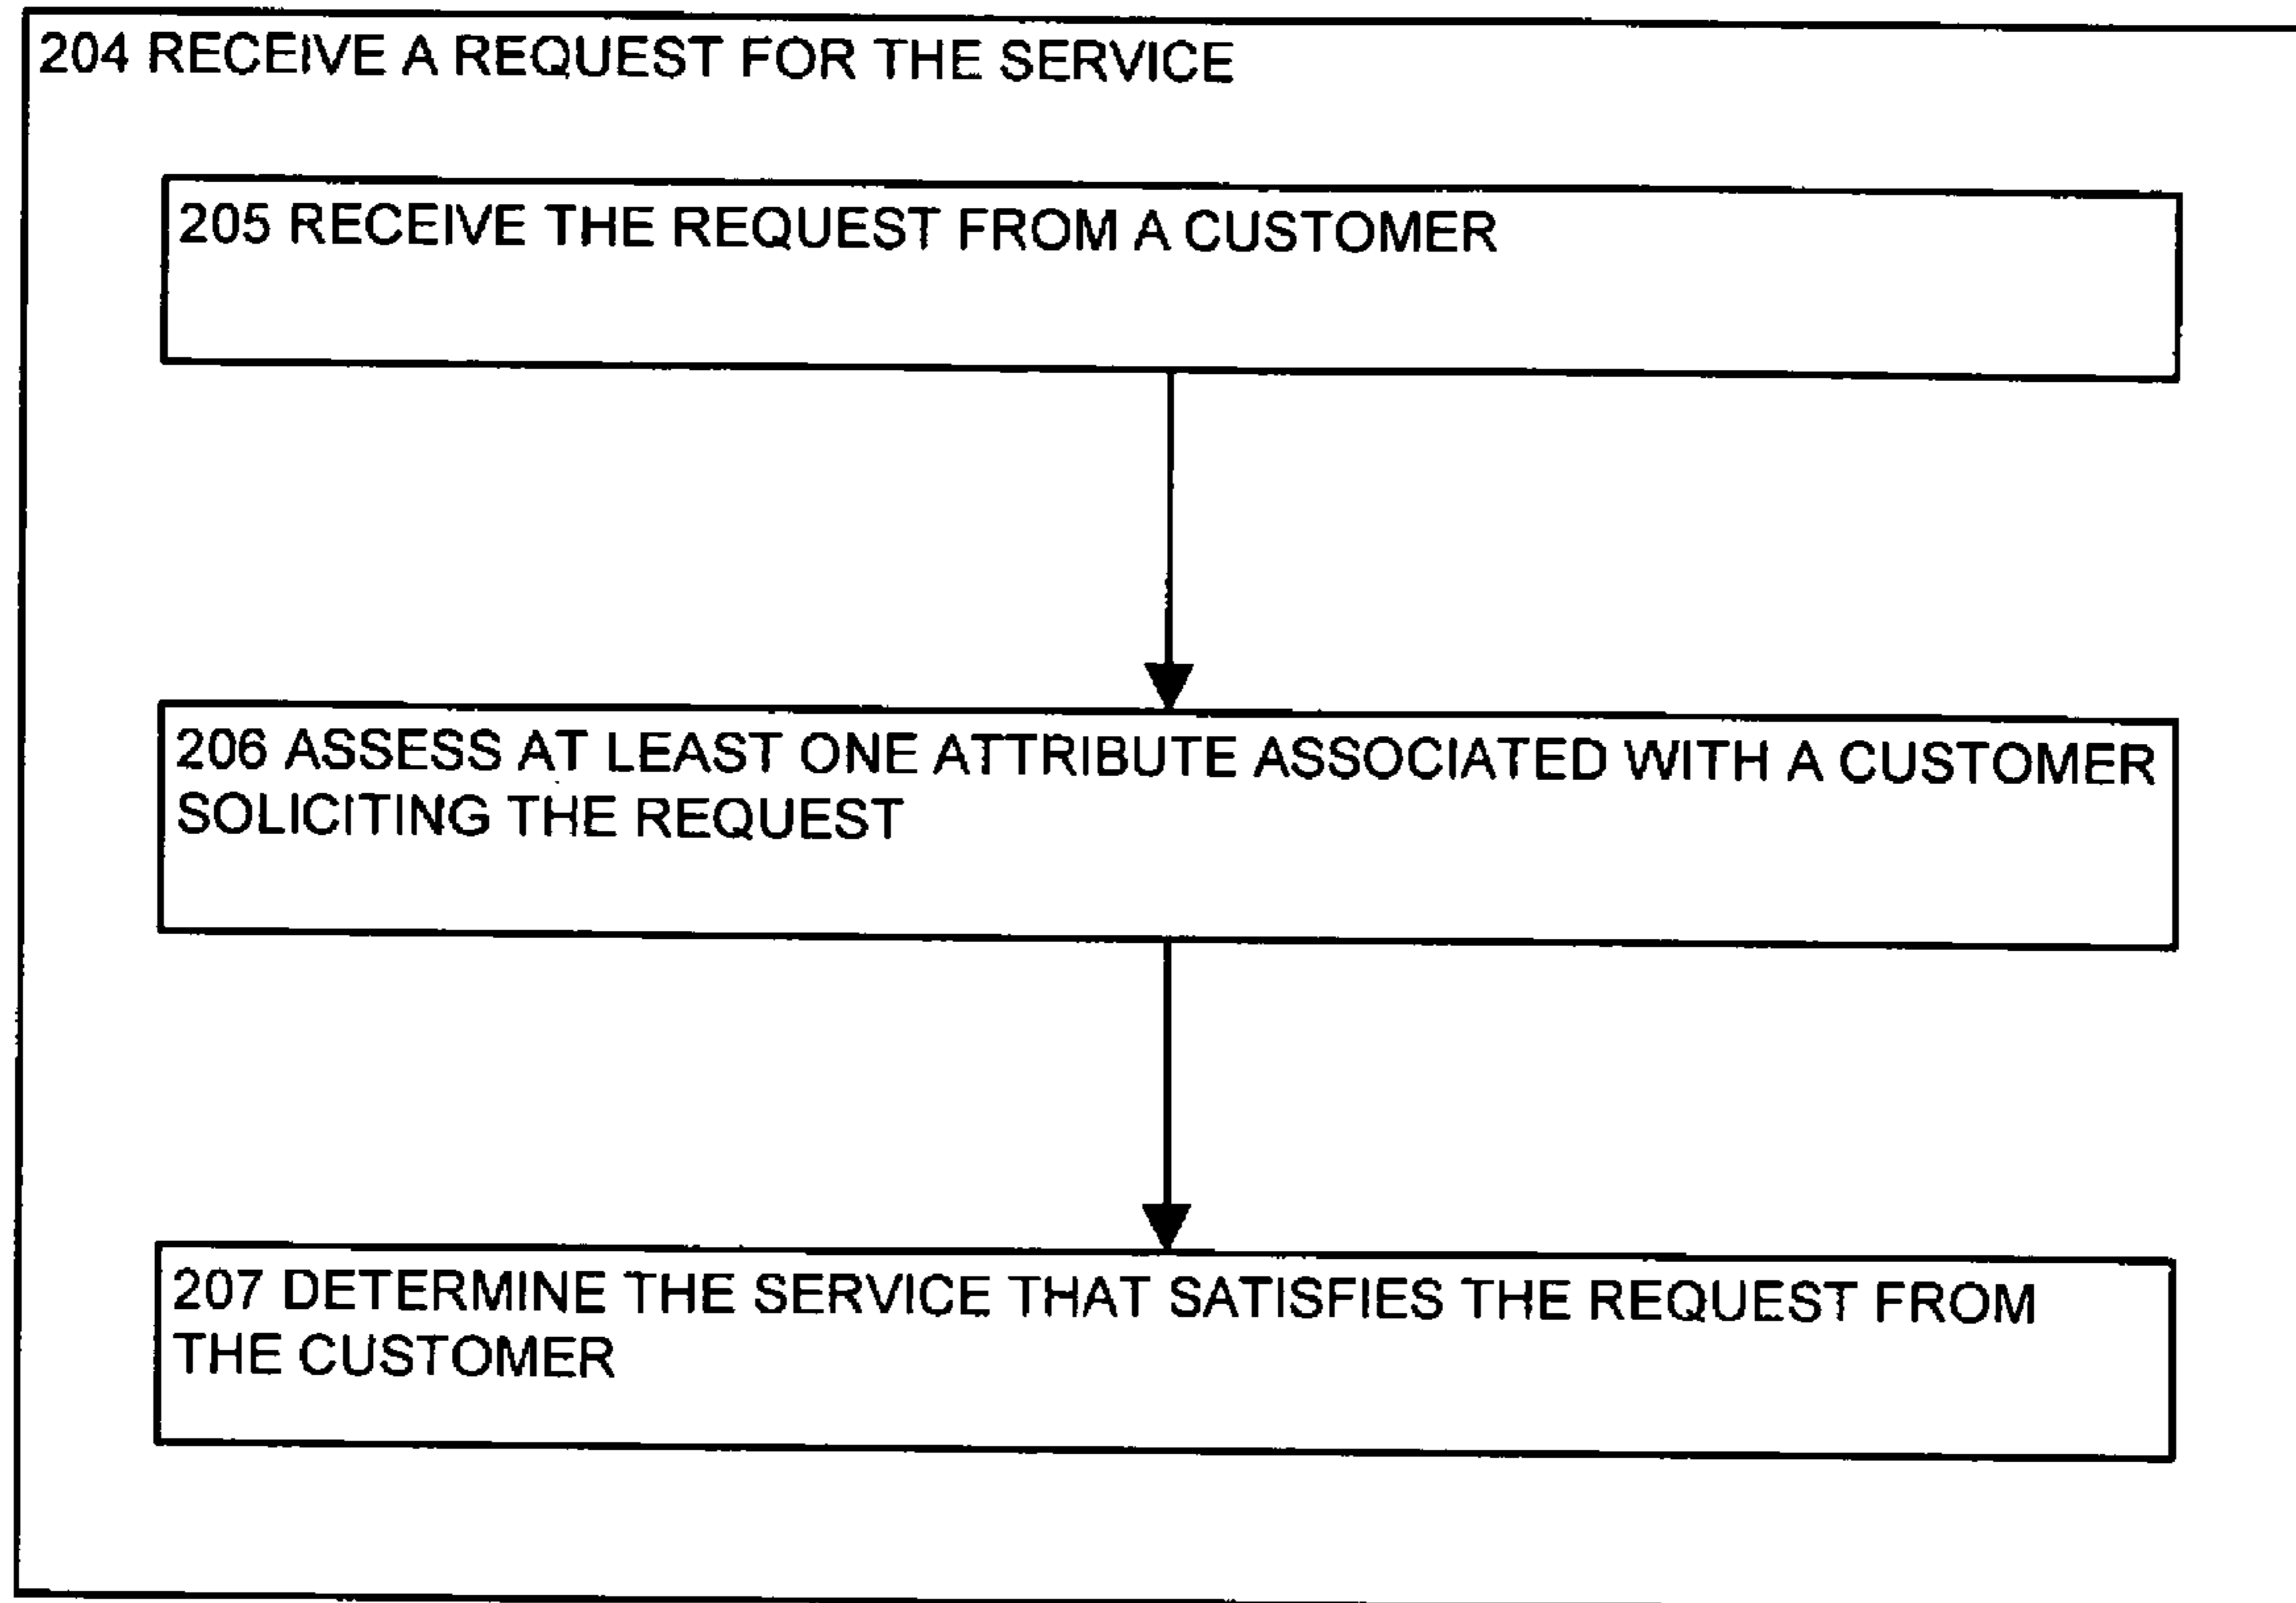 204 RECEIVE A REQUEST FOR THE SERVICE
205 RECEIVE THE REQUEST FROM A CUSTOMER
206 ASSESS AT LEAST ONE ATTRIBUTE ASSOCIATED WITH A CUSTOMER
SOLICITING THE REQUEST
207 DETERMINE THE SERVICE THAT SATISFIES THE REQUEST FROM
THE CUSTOMER